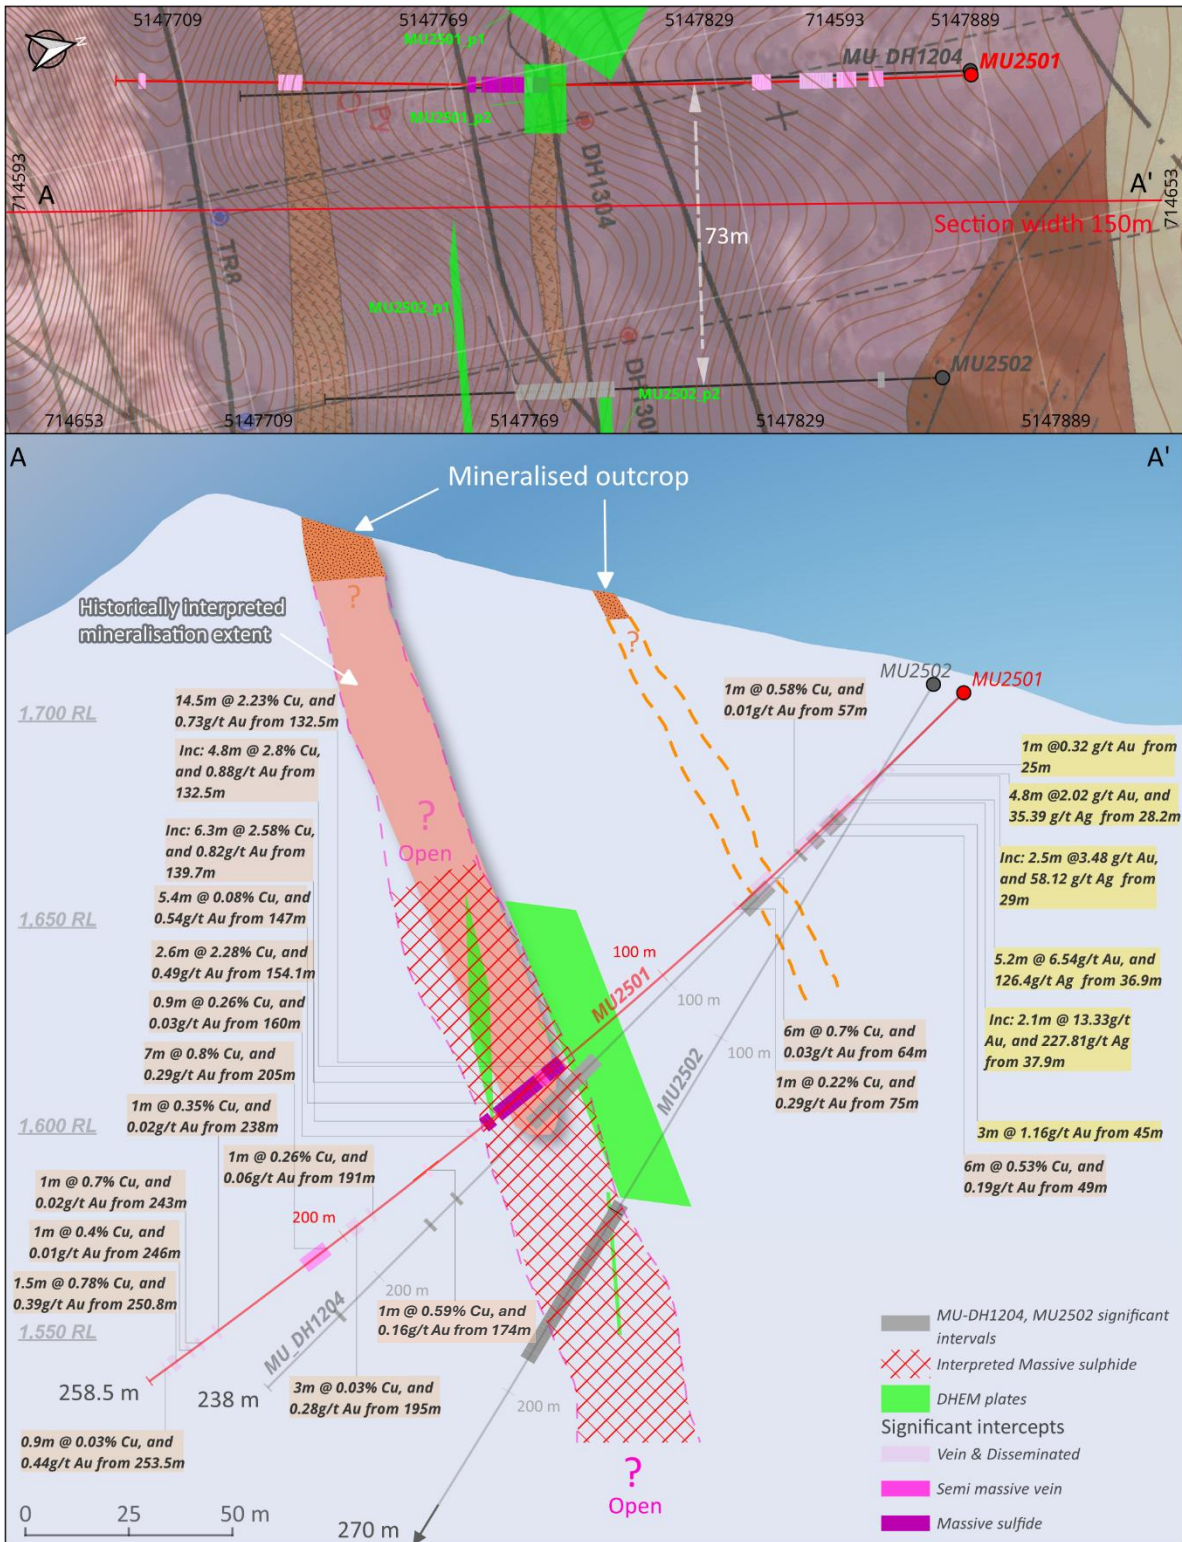 5147709
5147769
5147829
714593
5147889
N
MU2501_p1
MU_DH1204
MU2501
MU2501_p2
Py
DH1304
714593
A
A'
714653
Section width 150m
TR8
73m
MU2502_p1
MU2502
MU2502_p2
714653
5147709
5147769
5147829
5147889
A
A'
Mineralised outcrop
?
Historically interpreted
mineralisation extent
?
MU2502
MU2501
1,700 RL
14.5m @ 2.23% Cu, and
0.73g/t Au from 132.5m
1m @ 0.58% Cu, and
0.01g/t Au from 57m
1m @0.32 g/t Au from
25m
Inc: 4.8m @ 2.8% Cu,
and 0.88g/t Au from
132.5m
4.8m @2.02 g/t Au, and
35.39 g/t Ag from 28.2m
?
Open
Inc: 6.3m @ 2.58% Cu,
and 0.82g/t Au from
139.7m
Inc: 2.5m @3.48 g/t Au,
and 58.12 g/t Ag from
29m
5.4m @ 0.08% Cu, and
0.54g/t Au from 147m
1,650 RL
2.6m @ 2.28% Cu, and
0.49g/t Au from 154.1m
100 m
MU2501
100 m
5.2m @ 6.54g/t Au, and
126.4g/t Ag from 36.9m
0.9m @ 0.26% Cu, and
0.03g/t Au from 160m
Inc: 2.1m @ 13.33g/t
Au, and 227.81g/t Ag
from 37.9m
6m @ 0.7% Cu, and
0.03g/t Au from 64m
7m @ 0.8% Cu, and
0.29g/t Au from 205m
100 m
MU2502
1m @ 0.22% Cu, and
0.29g/t Au from 75m
1m @ 0.35% Cu, and
0.02g/t Au from 238m
1,600 RL
3m @ 1.16g/t Au from 45m
1m @ 0.26% Cu, and
0.06g/t Au from 191m
6m @ 0.53% Cu, and
0.19g/t Au from 49m
1m @ 0.7% Cu, and
0.02g/t Au from 243m
200 m
1m @ 0.4% Cu, and
0.01g/t Au from 246m
1.5m @ 0.78% Cu, and
0.39g/t Au from 250.8m
200 m
MU_DH1204
1m @ 0.59% Cu, and
0.16g/t Au from 174m
1,550 RL
258.5 m
238 m
3m @ 0.03% Cu, and
0.28g/t Au from 195m
200 m
0.9m @ 0.03% Cu, and
0.44g/t Au from 253.5m
?
Open
270 m
0 25 50 m
MU-DH1204, MU2502 significant
intervals
Interpreted Massive sulphide
DHEM plates
Significant intercepts
Vein & Disseminated
Semi massive vein
Massive sulfide